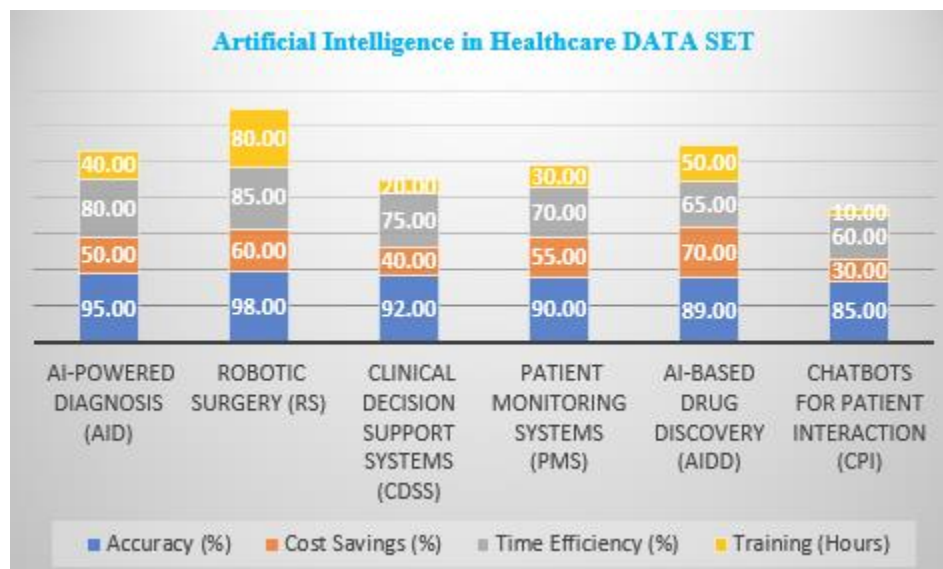 Artificial Intelligence in Healthcare DATA SET
40.00 80.00 20.00 30.00 50.00 10.00
80.00 85.00 75.00 70.00 65.00 60.00
50.00 60.00 40.00 55.00 70.00 30.00
95.00 98.00 92.00 90.00 89.00 85.00
AI-POWERED DIAGNOSIS (AID)
ROBOTIC SURGERY (RS)
CLINICAL DECISION SUPPORT SYSTEMS (CDSS)
PATIENT MONITORING SYSTEMS (PMS)
AI-BASED DRUG DISCOVERY (AIDD)
CHATBOTS FOR PATIENT INTERACTION (CPI)
Accuracy (%) Cost Savings (%) Time Efficiency (%) Training (Hours)